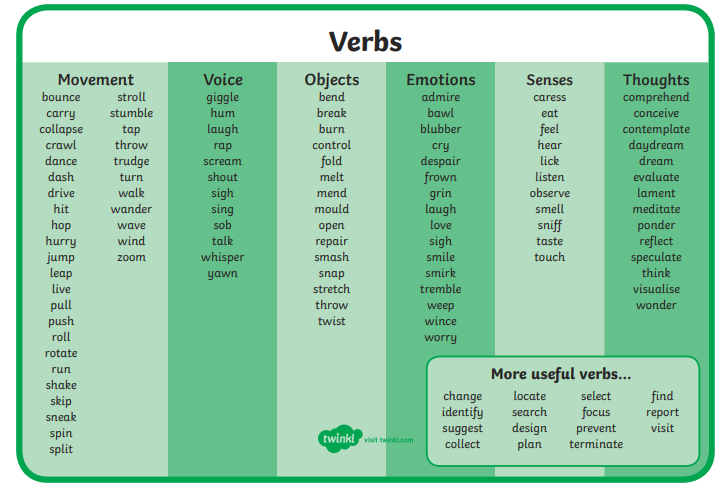 Verbs
Movement
bounce
carry
collapse
crawl
dance
dash
drive
hit
hop
hurry
jump
leap
live
pull
push
roll
rotate
run
shake
skip
sneak
spin
split
stroll
stumble
tap
throw
trudge
turn
walk
wander
wave
wind
zoom
Voice
giggle
hum
laugh
rap
scream
shout
sigh
sing
sob
talk
whisper
yawn
Objects
bend
break
burn
control
fold
melt
mend
mould
open
repair
smash
snap
stretch
throw
twist
Emotions
admire
bawl
blubber
cry
despair
frown
grin
laugh
love
sigh
smile
smirk
tremble
weep
wince
worry
Senses
caress
eat
feel
hear
lick
listen
observe
smell
sniff
taste
touch
Thoughts
comprehend
conceive
contemplate
daydream
dream
evaluate
lament
meditate
ponder
reflect
speculate
think
visualise
wonder
More useful verbs...
change locate select find
identify search focus report
suggest design prevent visit
collect plan terminate
twinkl visit twinkl.com